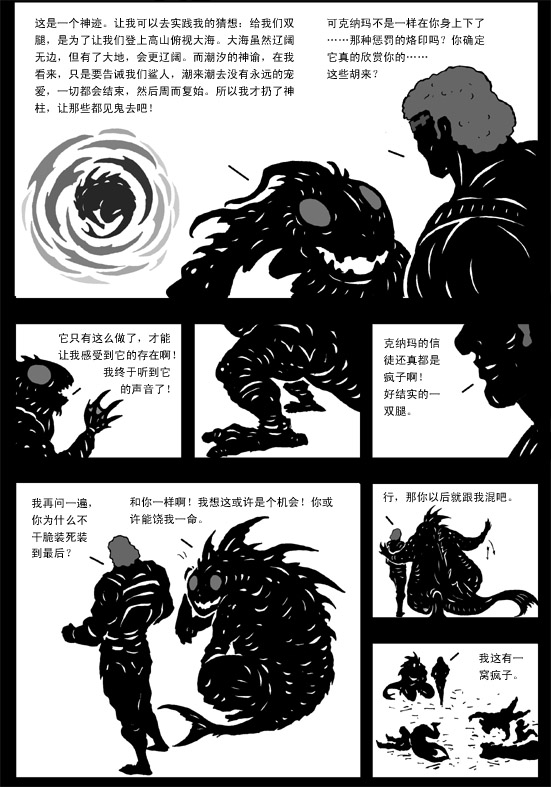 这是一个神迹。让我可以去实践我的猜想：给我们双
腿，是为了让我们登上高山俯视大海。大海虽然辽阔
无边，但有了大地，会更辽阔。而潮汐的神谕，在我
看来，只是要告诫我们鲨人，潮来潮去没有永远的宠
爱，一切都会结束，然后周而复始。所以我才扔了神
柱，让那些都见鬼去吧！
可克纳玛不是一样在你身上下了
……那种惩罚的烙印吗？你确定
它真的欣赏你的……
这些胡来？
它只有这么做了，才能
让我感受到它的存在啊！
我终于听到它
的声音了！
克纳玛的信
徒还真都是
疯子啊！
好结实的一
双腿。
我再问一遍，
你为什么不
干脆装死装
到最后？
和你一样啊！我想这或许是个机会！你或
许能饶我一命。
行，那你以后就跟我混吧。
我这有一
窝疯子。